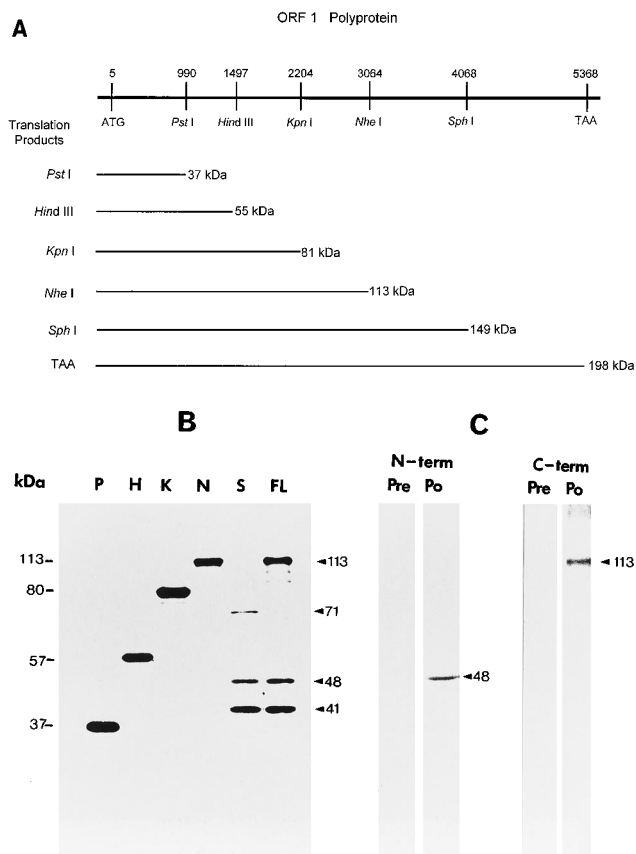 A
ORF 1 Polyprotein
5 990 1497 2204 3064 4068 5368
Translation Products
ATG Pst I Hind III Kpn I Nhe I Sph I TAA
Pst I 37 kDa
Hind III 55 kDa
Kpn I 81 kDa
Nhe I 113 kDa
Sph I 149 kDa
TAA 198 kDa
B
kDa P H K N S FL
113
80
57
37
113
71
48
41
C
N-term
Pre Po
48
C-term
Pre Po
113